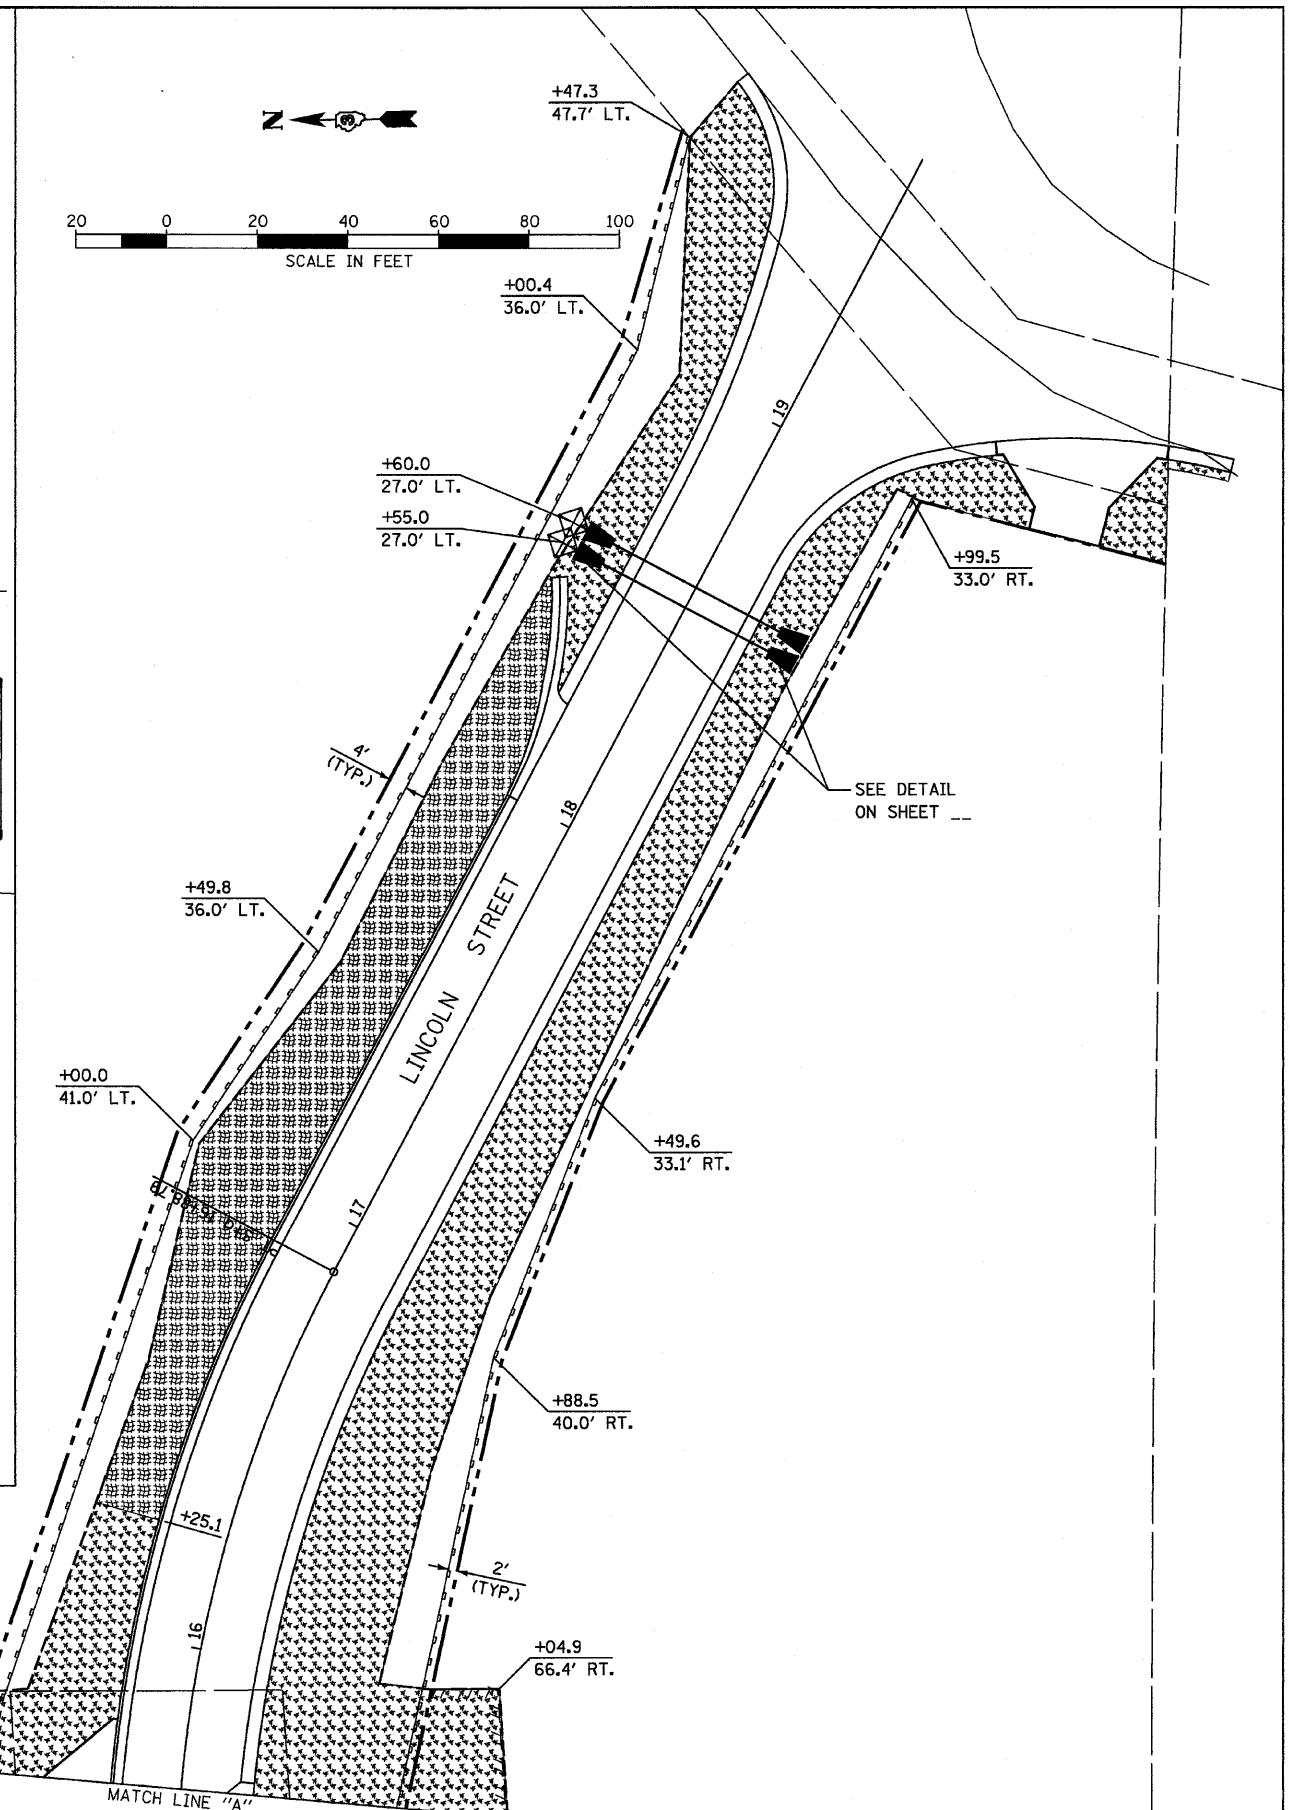 +47.3
47.7' LT.
N
20 0 20 40 60 80 100
SCALE IN FEET
+00.4
36.0' LT.
19
+60.0
27.0' LT.
+55.0
27.0' LT.
+99.5
33.0' RT.
4'
(TYP.)
SEE DETAIL
ON SHEET __
18
LINCOLN STREET
+49.8
36.0' LT.
+00.0
41.0' LT.
+49.6
33.1' RT.
17
+88.5
40.0' RT.
+25.1
2'
(TYP.)
16
+04.9
66.4' RT.
MATCH LINE "A"